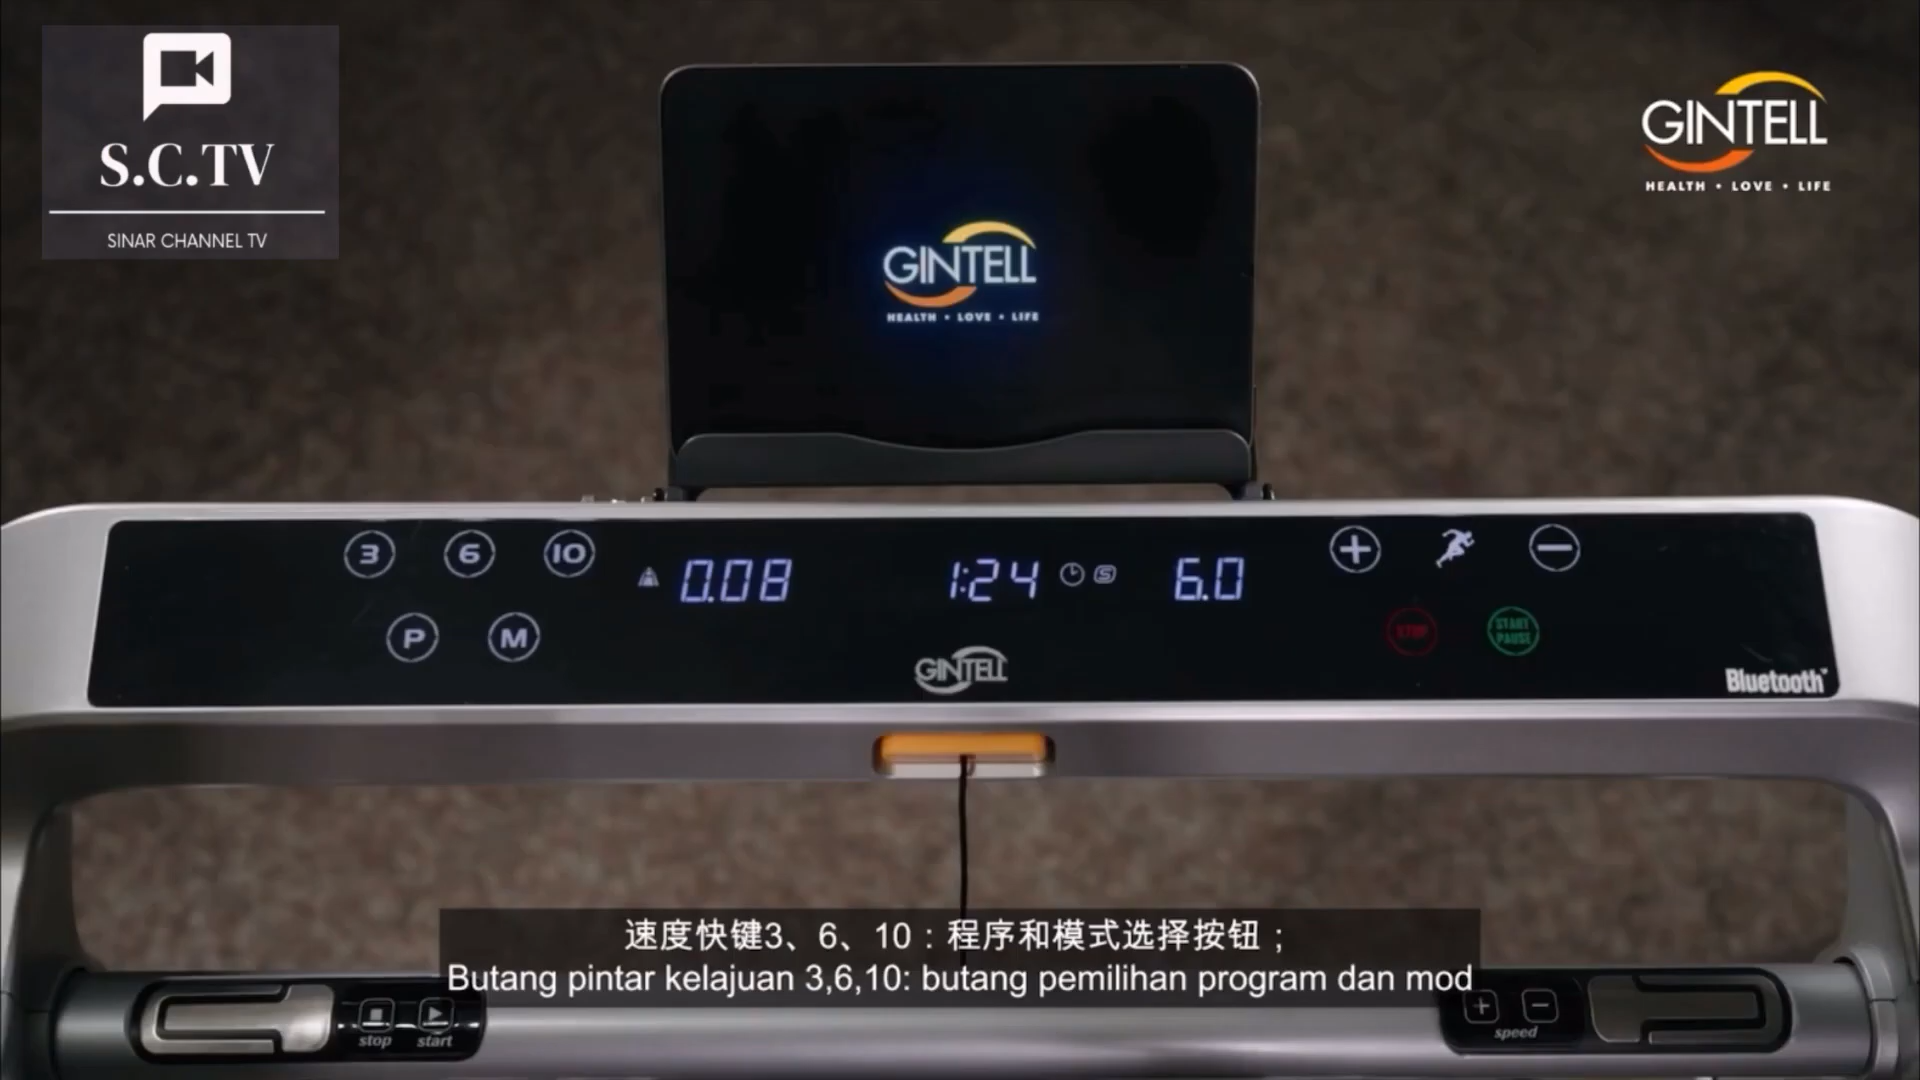 S.C.TV
SINAR CHANNEL TV
GINTELL
HEALTH • LOVE • LIFE
GINTELL
HEALTH • LOVE • LIFE
3 6 10
0.08 1:24 S 6.0
P M
STOP START PAUSE
GINTELL
Bluetooth
速度快键3、6、10：程序和模式选择按钮；
Butang pintar kelajuan 3,6,10: butang pemilihan program dan mod
stop start
speed